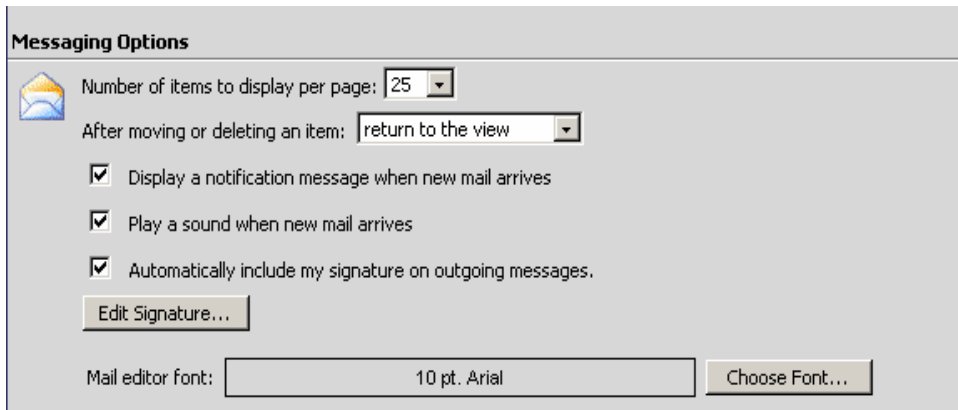 Messaging Options
Number of items to display per page: 25
After moving or deleting an item: return to the view
Display a notification message when new mail arrives
Play a sound when new mail arrives
Automatically include my signature on outgoing messages.
Edit Signature...
Mail editor font: 10 pt. Arial Choose Font...